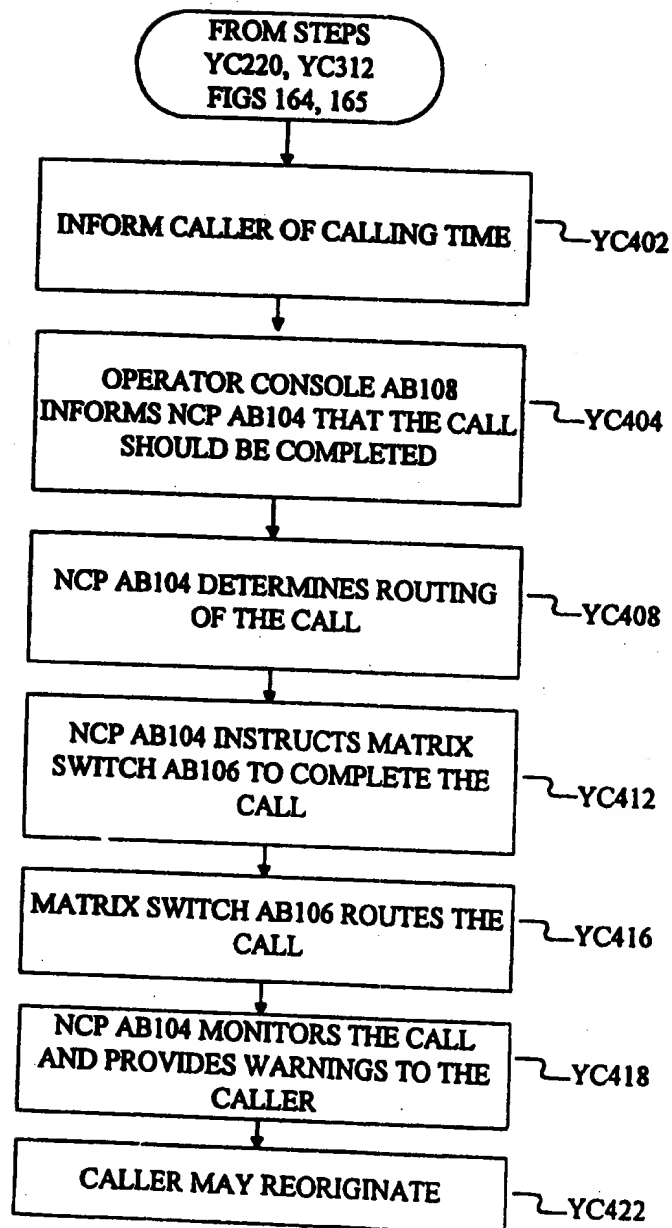 FROM STEPS
YC220, YC312
FIGS 164, 165
INFORM CALLER OF CALLING TIME
YC402
OPERATOR CONSOLE AB108
INFORMS NCP AB104 THAT THE CALL
SHOULD BE COMPLETED
YC404
NCP AB104 DETERMINES ROUTING
OF THE CALL
YC408
NCP AB104 INSTRUCTS MATRIX
SWITCH AB106 TO COMPLETE THE
CALL
YC412
MATRIX SWITCH AB106 ROUTES THE
CALL
YC416
NCP AB104 MONITORS THE CALL
AND PROVIDES WARNINGS TO THE
CALLER
YC418
CALLER MAY REORIGINATE
YC422